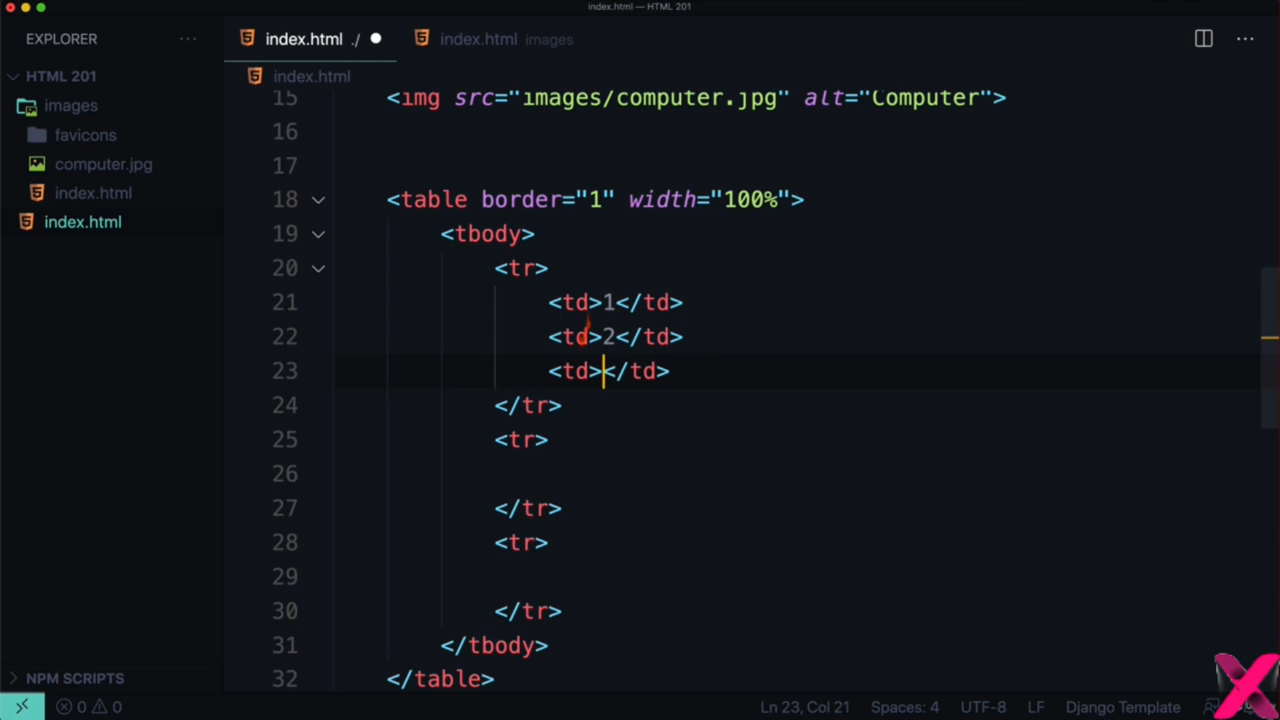 index.html — HTML 201
EXPLORER ...
index.html ./ ● index.html images ...
HTML 201
images
favicons
computer.jpg
index.html
index.html
index.html
15 <img src="images/computer.jpg" alt="Computer">
16
17
18 <table border="1" width="100%">
19 <tbody>
20 <tr>
21 <td>1</td>
22 <td>2</td>
23 <td></td>
24 </tr>
25 <tr>
26
27 </tr>
28 <tr>
29
30 </tr>
31 </tbody>
32 </table>
NPM SCRIPTS
0 0 Ln 23, Col 21 Spaces: 4 UTF-8 LF Django Template
X